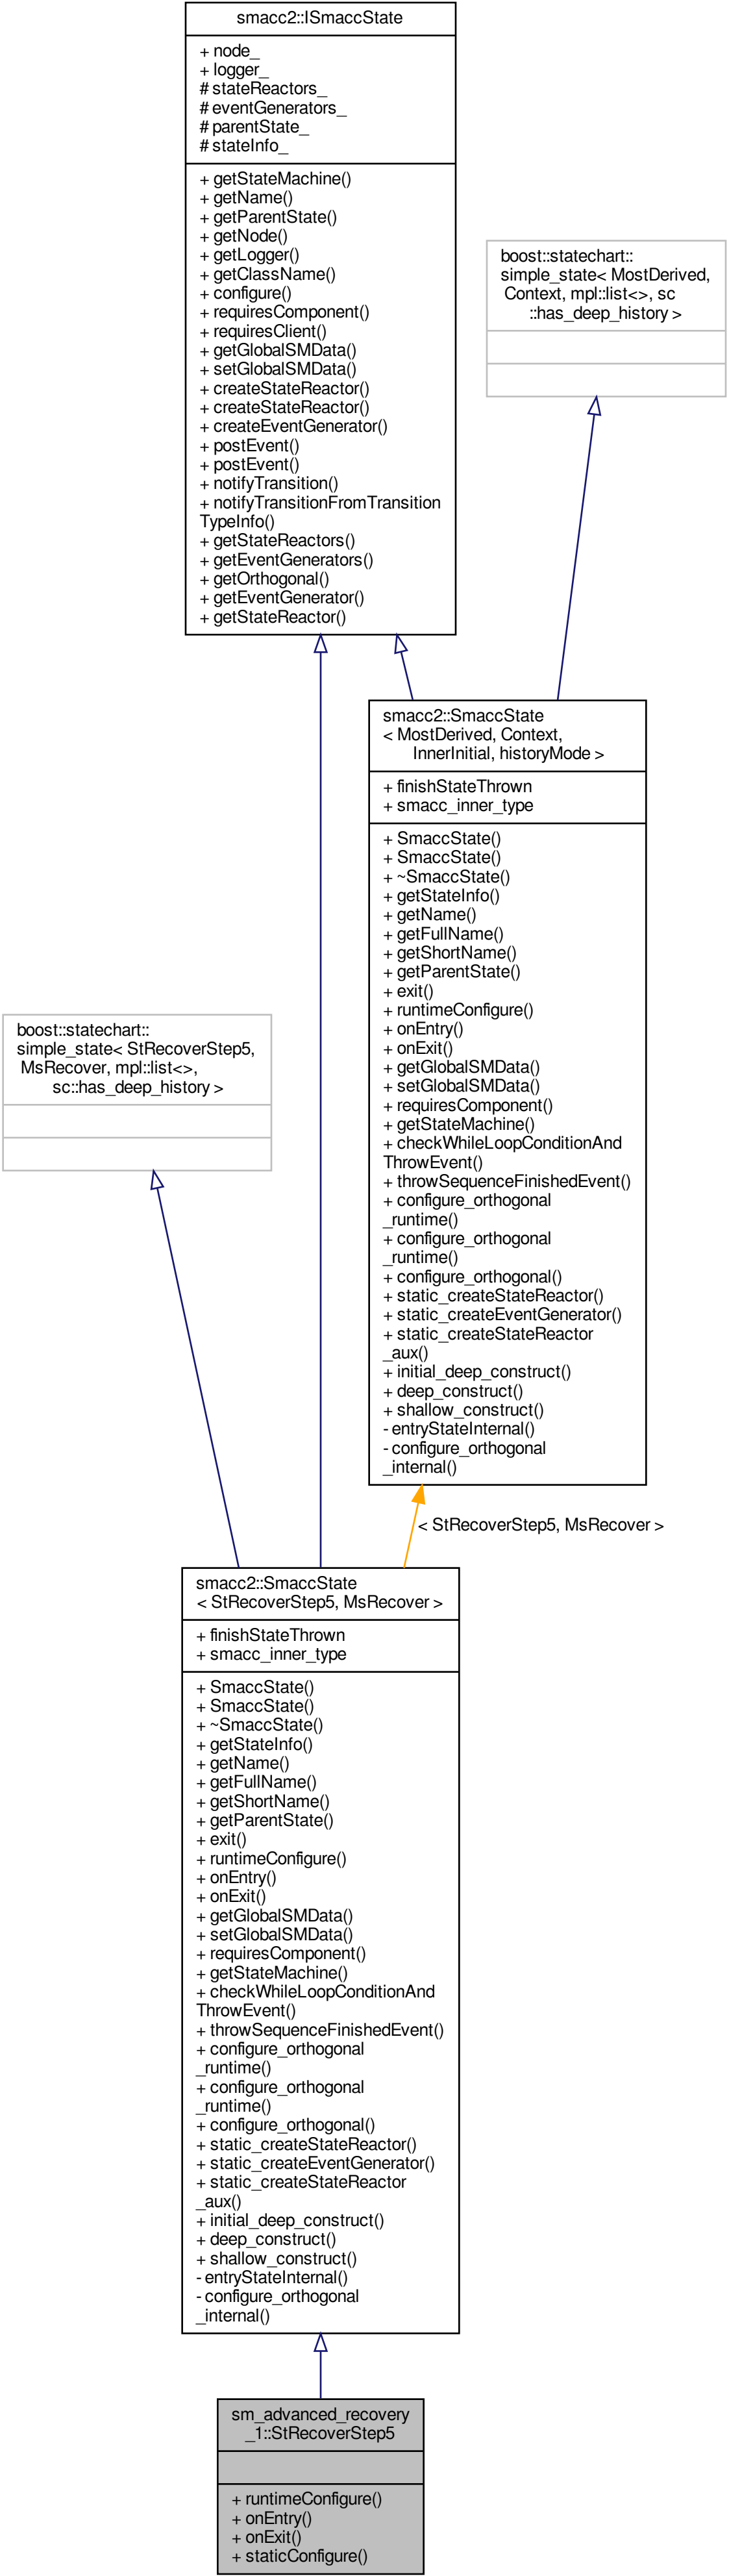 smacc2::ISmaccState
+ node_
+ logger_
# stateReactors_
# eventGenerators_
# parentState_
# stateInfo_
+ getStateMachine()
+ getName()
+ getParentState()
+ getNode()
+ getLogger()
+ getClassName()
+ configure()
+ requiresComponent()
+ requiresClient()
+ getGlobalSMData()
+ setGlobalSMData()
+ createStateReactor()
+ createStateReactor()
+ createEventGenerator()
+ postEvent()
+ postEvent()
+ notifyTransition()
+ notifyTransitionFromTransition
TypeInfo()
+ getStateReactors()
+ getEventGenerators()
+ getOrthogonal()
+ getEventGenerator()
+ getStateReactor()
boost::statechart::
simple_state< MostDerived,
Context, mpl::list<>, sc
::has_deep_history >
smacc2::SmaccState
< MostDerived, Context,
InnerInitial, historyMode >
+ finishStateThrown
+ smacc_inner_type
+ SmaccState()
+ SmaccState()
+ ~SmaccState()
+ getStateInfo()
+ getName()
+ getFullName()
+ getShortName()
+ getParentState()
+ exit()
+ runtimeConfigure()
+ onEntry()
+ onExit()
+ getGlobalSMData()
+ setGlobalSMData()
+ requiresComponent()
+ getStateMachine()
+ checkWhileLoopConditionAnd
ThrowEvent()
+ throwSequenceFinishedEvent()
+ configure_orthogonal
_runtime()
+ configure_orthogonal
_runtime()
+ configure_orthogonal()
+ static_createStateReactor()
+ static_createEventGenerator()
+ static_createStateReactor
_aux()
+ initial_deep_construct()
+ deep_construct()
+ shallow_construct()
- entryStateInternal()
- configure_orthogonal
_internal()
boost::statechart::
simple_state< StRecoverStep5,
MsRecover, mpl::list<>,
sc::has_deep_history >
< StRecoverStep5, MsRecover >
smacc2::SmaccState
< StRecoverStep5, MsRecover >
+ finishStateThrown
+ smacc_inner_type
+ SmaccState()
+ SmaccState()
+ ~SmaccState()
+ getStateInfo()
+ getName()
+ getFullName()
+ getShortName()
+ getParentState()
+ exit()
+ runtimeConfigure()
+ onEntry()
+ onExit()
+ getGlobalSMData()
+ setGlobalSMData()
+ requiresComponent()
+ getStateMachine()
+ checkWhileLoopConditionAnd
ThrowEvent()
+ throwSequenceFinishedEvent()
+ configure_orthogonal
_runtime()
+ configure_orthogonal
_runtime()
+ configure_orthogonal()
+ static_createStateReactor()
+ static_createEventGenerator()
+ static_createStateReactor
_aux()
+ initial_deep_construct()
+ deep_construct()
+ shallow_construct()
- entryStateInternal()
- configure_orthogonal
_internal()
sm_advanced_recovery
_1::StRecoverStep5
+ runtimeConfigure()
+ onEntry()
+ onExit()
+ staticConfigure()